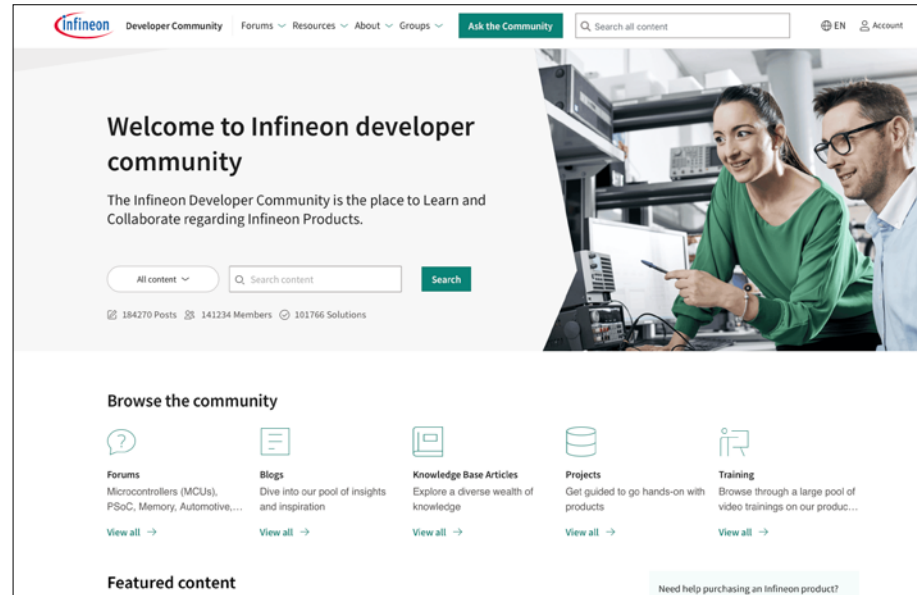 infineon
Developer Community
Forums
Resources
About
Groups
Ask the Community
Search all content
EN
Account
Welcome to Infineon developer
community
The Infineon Developer Community is the place to Learn and
Collaborate regarding Infineon Products.
All content
Search content
Search
184270 Posts
141234 Members
101766 Solutions
Browse the community
Forums
Microcontrollers (MCUs),
PSoC, Memory, Automotive,...
View all
Blogs
Dive into our pool of insights
and inspiration
View all
Knowledge Base Articles
Explore a diverse wealth of
knowledge
View all
Projects
Get guided to go hands-on with
products
View all
Training
Browse through a large pool of
video trainings on our produc...
View all
Featured content
Need help purchasing an Infineon product?